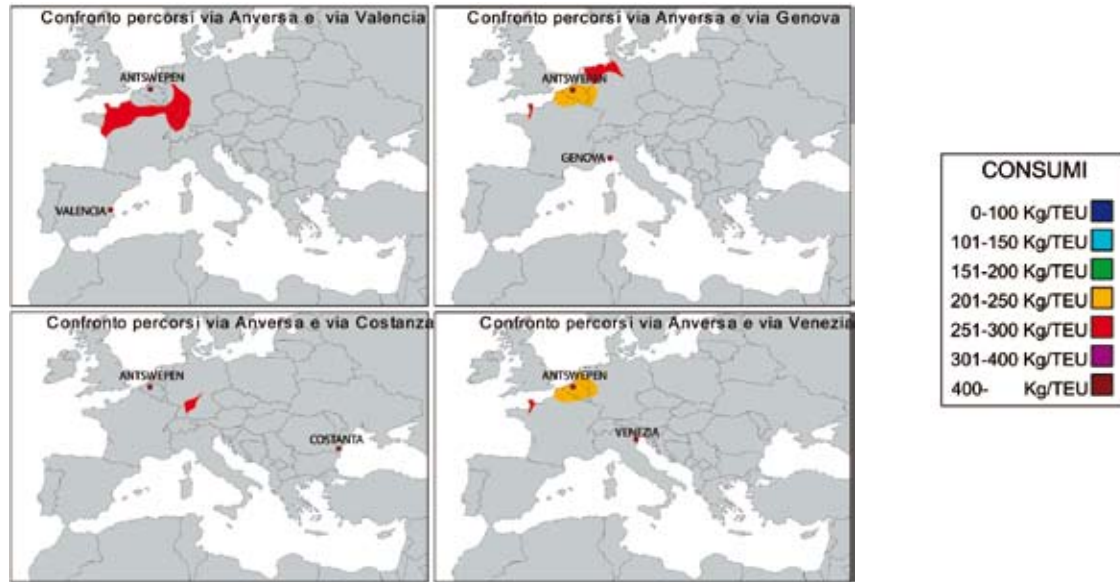 Confronto percorsi via Anversa e via Valencia
ANTSWEPEN
VALENCIA
Confronto percorsi via Anversa e via Genova
ANTSWEPEN
GENOVA
Confronto percorsi via Anversa e via Costanza
ANTSWEPEN
COSTANTA
Confronto percorsi via Anversa e via Venezia
ANTSWEPEN
VENEZIA
CONSUMI
0-100 Kg/TEU
101-150 Kg/TEU
151-200 Kg/TEU
201-250 Kg/TEU
251-300 Kg/TEU
301-400 Kg/TEU
400- Kg/TEU